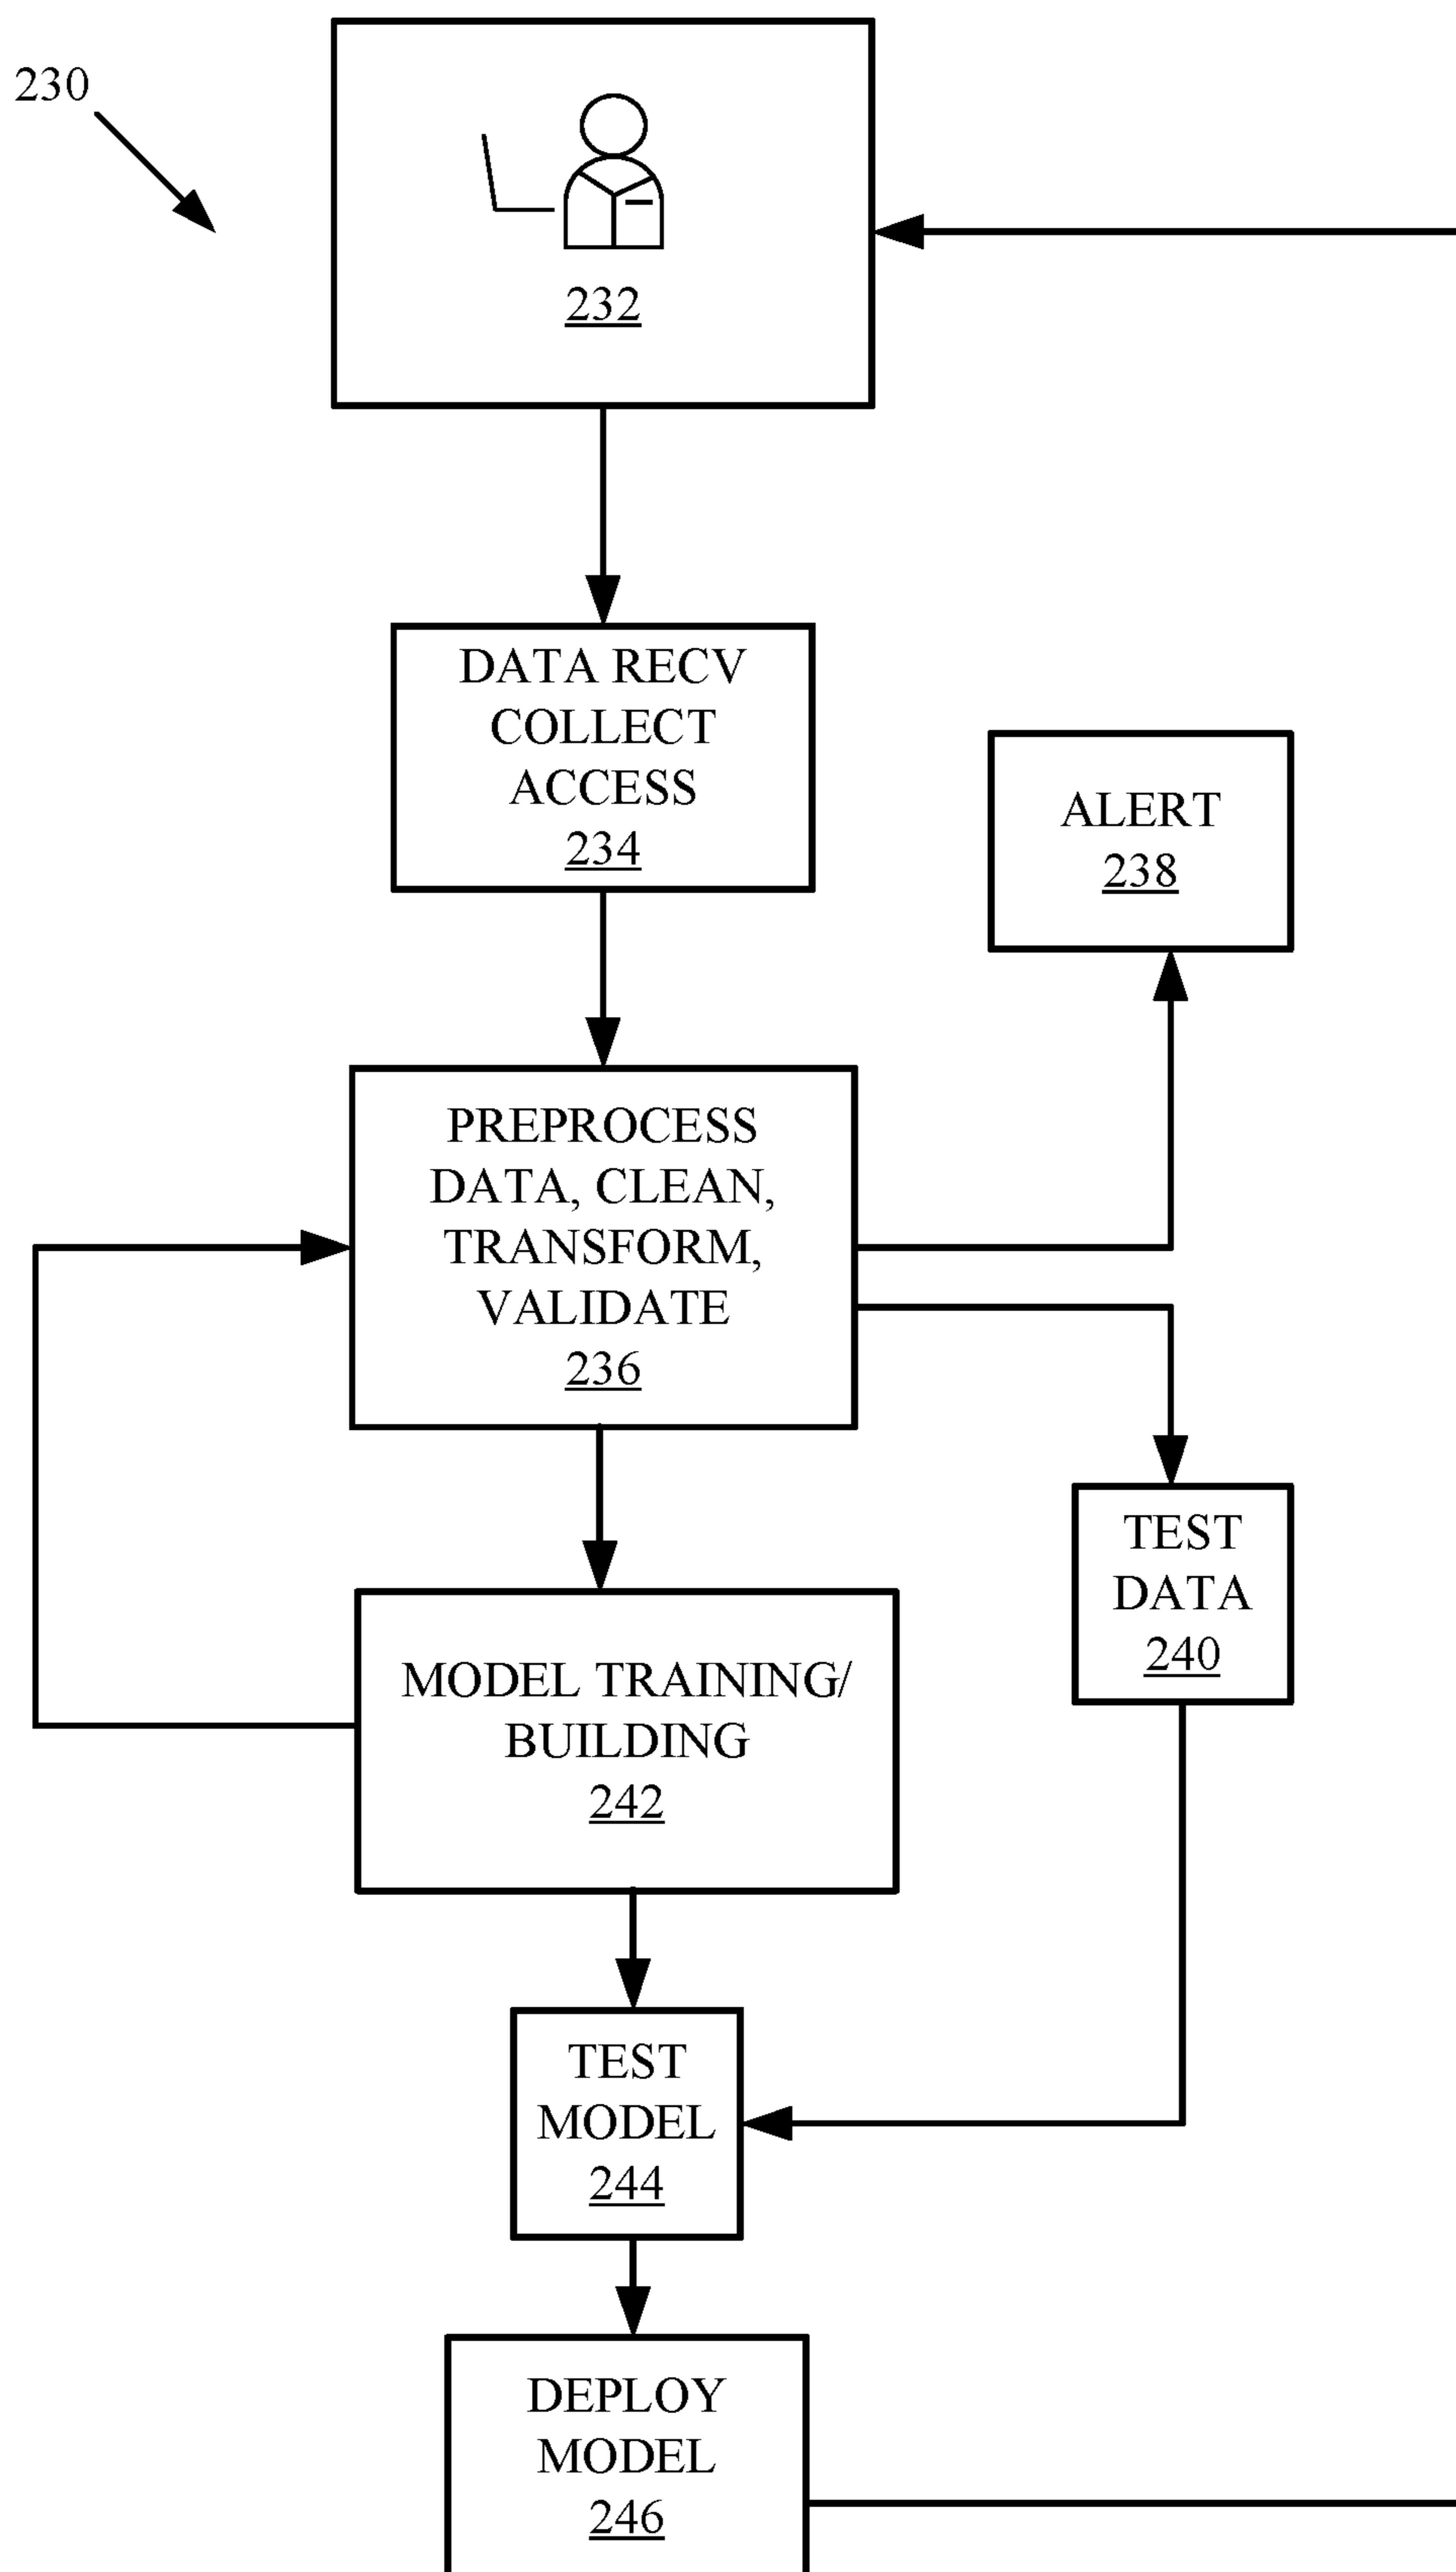 230
232
DATA RECV
COLLECT
ACCESS
234
ALERT
238
PREPROCESS
DATA, CLEAN,
TRANSFORM,
VALIDATE
236
TEST
DATA
240
MODEL TRAINING/
BUILDING
242
TEST
MODEL
244
DEPLOY
MODEL
246